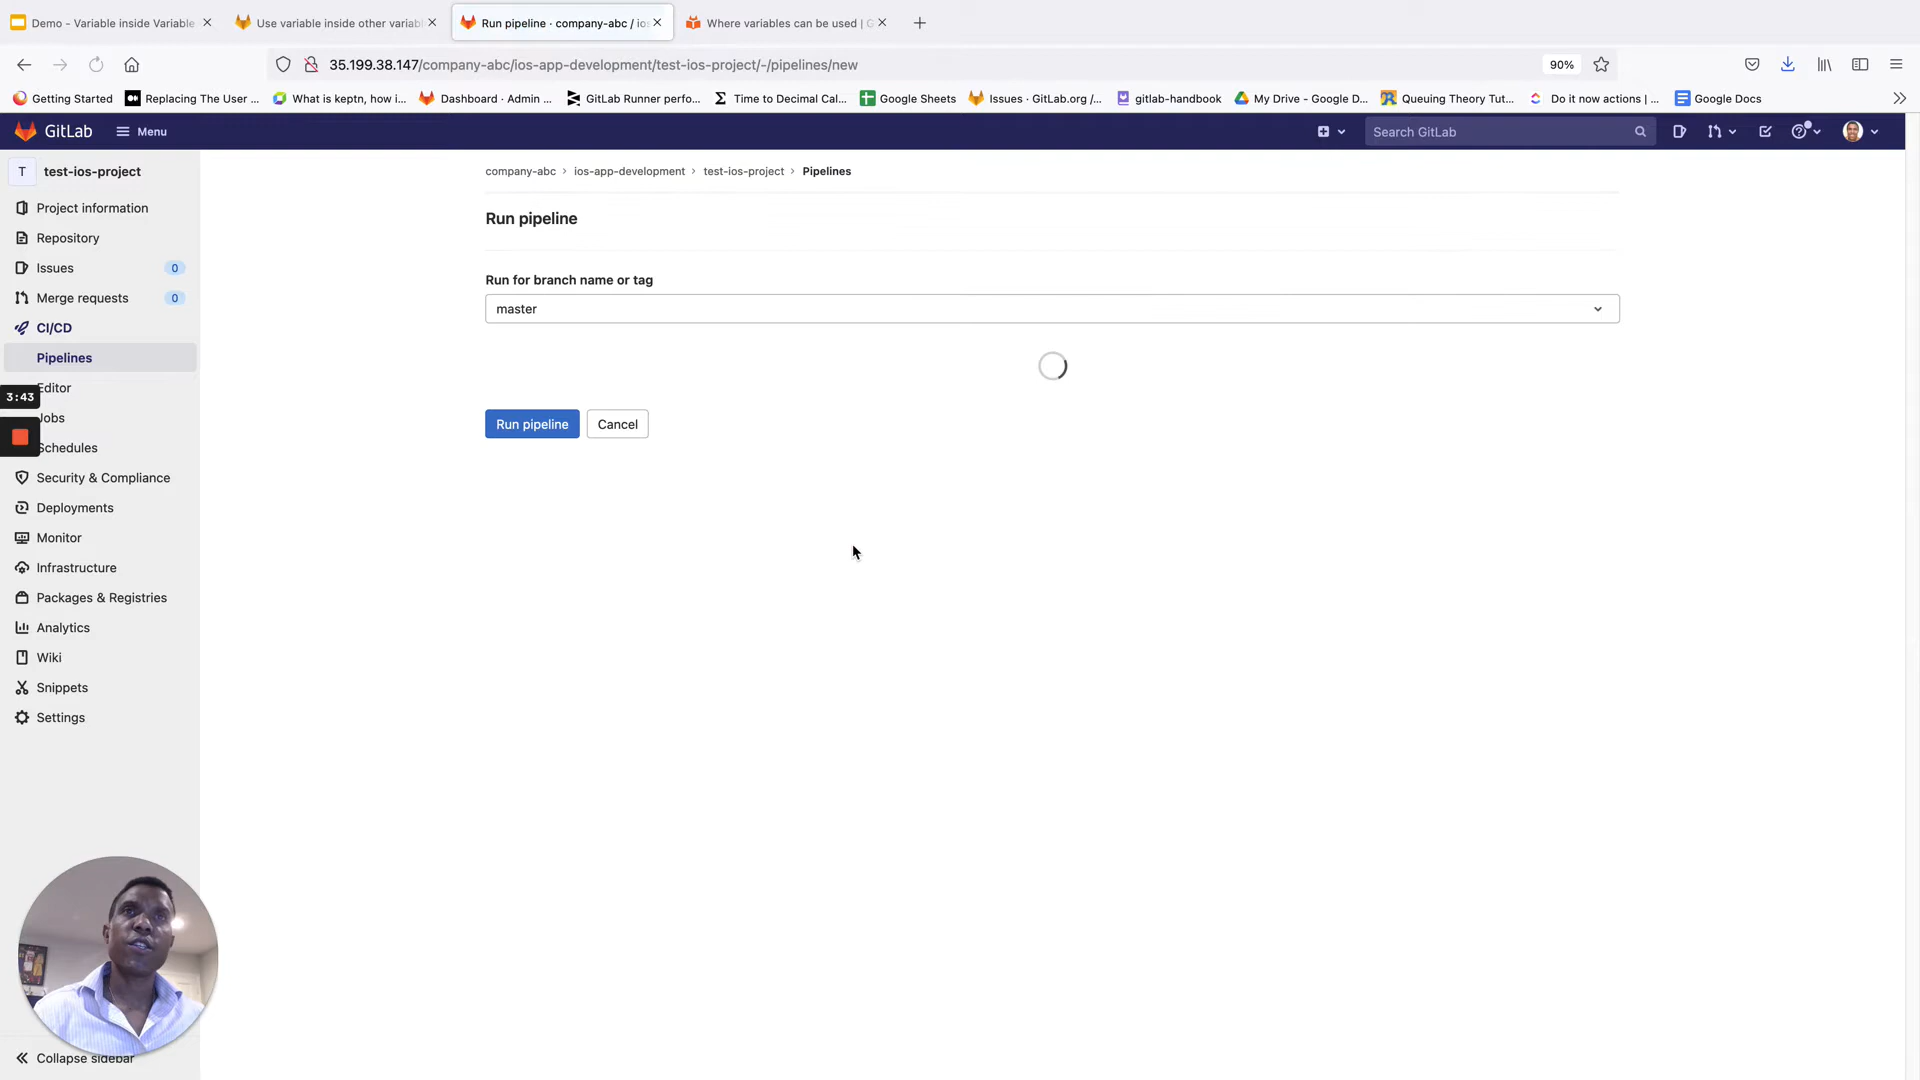 Demo – Variable inside Variable
Use variable inside other variab
Run pipeline · company-abc / ios
Where variables can be used | G
35.199.38.147/company-abc/ios-app-development/test-ios-project/-/pipelines/new
90%
Getting Started
Replacing The User ...
What is keptn, how i...
Dashboard · Admin ...
GitLab Runner perfo...
Time to Decimal Cal...
Google Sheets
Issues · GitLab.org /...
gitlab-handbook
My Drive - Google D...
Queuing Theory Tut...
Do it now actions | ...
Google Docs
GitLab
Menu
Search GitLab
T
test-ios-project
Project information
Repository
Issues
0
Merge requests
0
CI/CD
Pipelines
Editor
Jobs
Schedules
Security & Compliance
Deployments
Monitor
Infrastructure
Packages & Registries
Analytics
Wiki
Snippets
Settings
Collapse sidebar
3:43
company-abc › ios-app-development › test-ios-project › Pipelines
Run pipeline
Run for branch name or tag
master
Run pipeline
Cancel